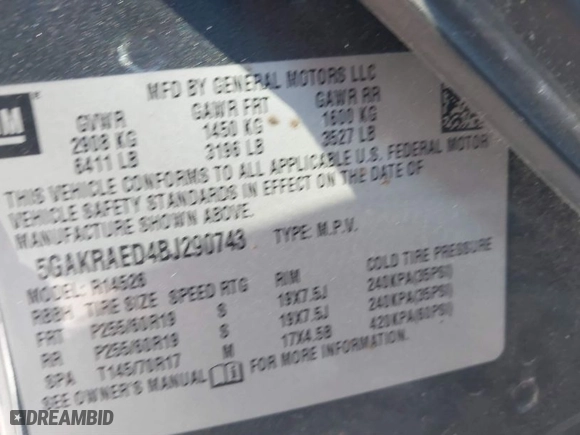 GM
MFD BY GENERAL MOTORS LLC
GVWR GAWR FRT GAWR RR
2908 KG 1450 KG 1600 KG
6411 LB 3196 LB 3527 LB
THIS VEHICLE CONFORMS TO ALL APPLICABLE U.S. FEDERAL MOTOR
VEHICLE SAFETY STANDARDS IN EFFECT ON THE DATE OF
MANUFACTURE SHOWN ABOVE.
5GAKRAED4BJ290743 TYPE: M.P.V.
MODEL: R14526
RBBH TIRE SIZE SPEED RTG RIM COLD TIRE PRESSURE
FRT P255/60R19 S 19X7.5J 240KPA(35PSI)
RR P255/60R19 S 19X7.5J 240KPA(35PSI)
SPA T145/70R17 M 17X4.5B 420KPA(60PSI)
SEE OWNER'S MANUAL FOR MORE INFORMATION.
DREAMBID